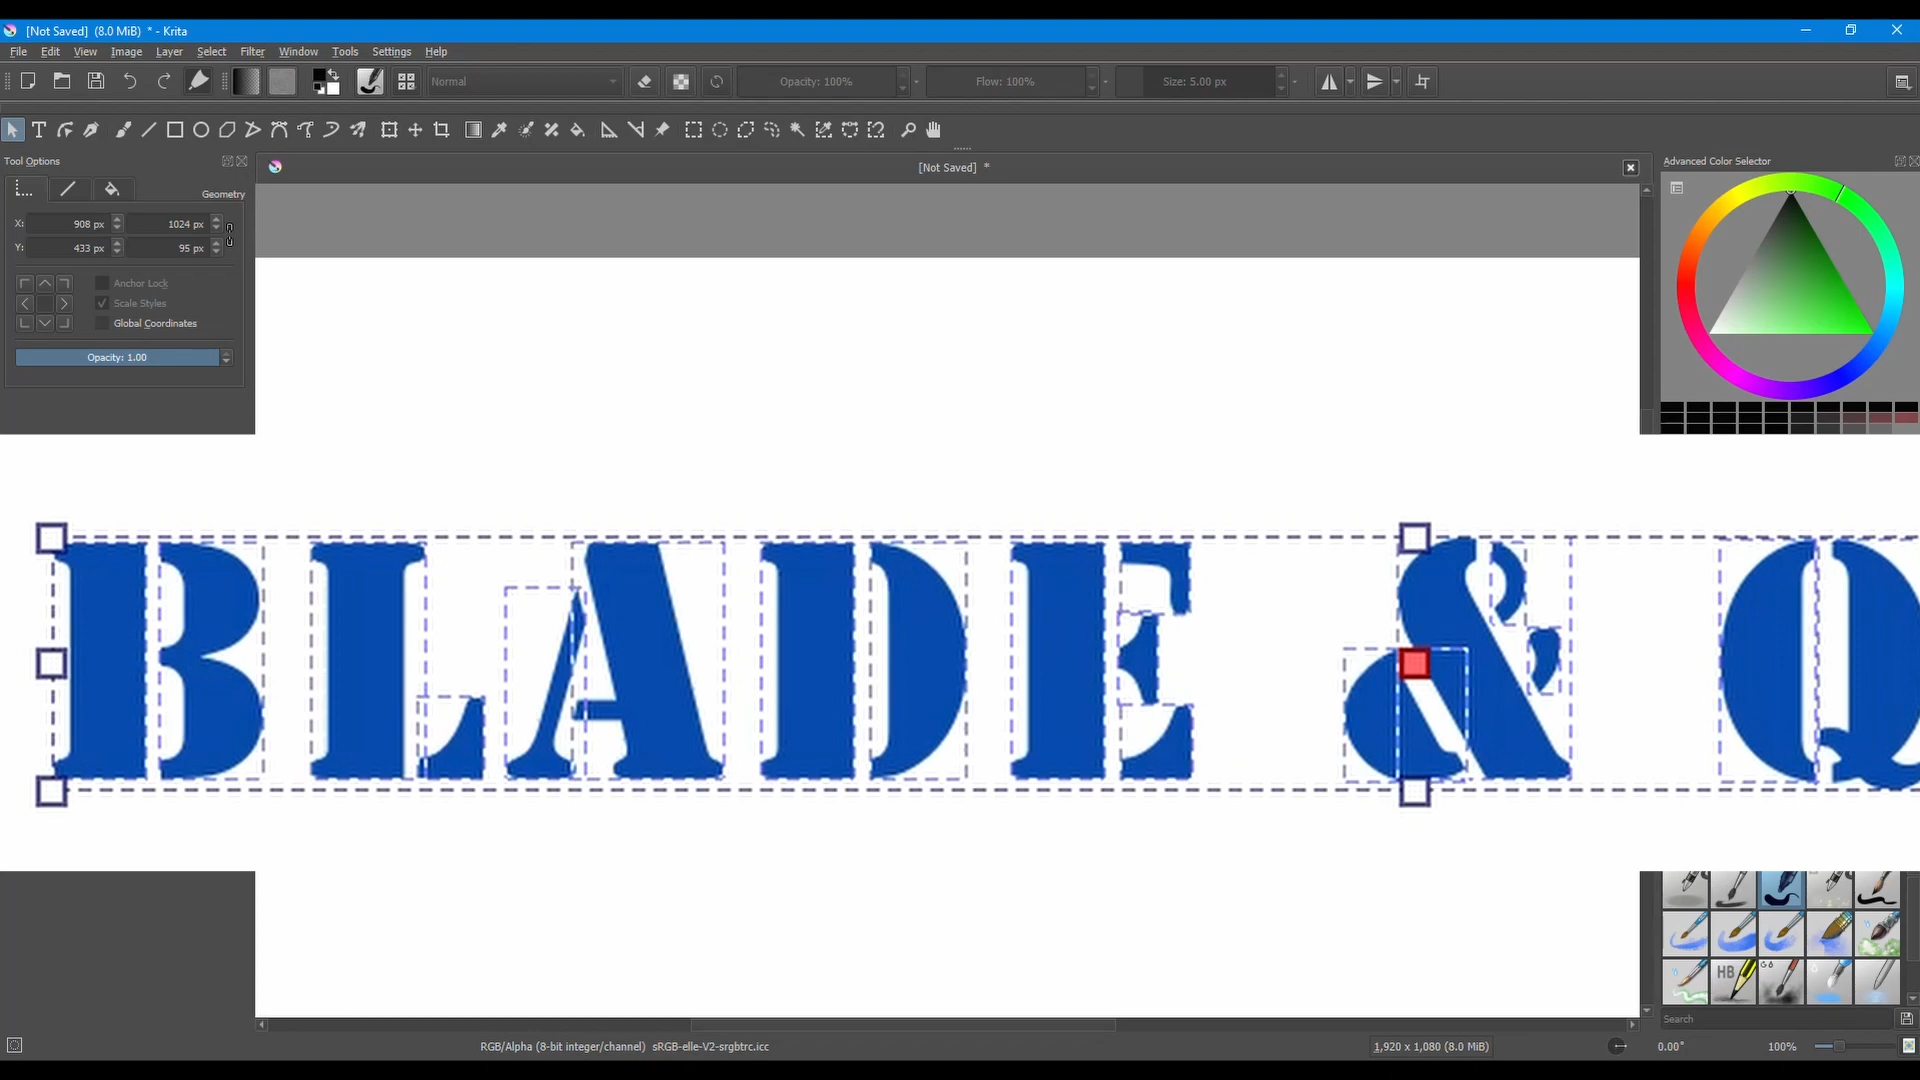 [Not Saved] (8.0 MiB) * - Krita
File Edit View Image Layer Select Filter Window Tools Settings Help
Normal Opacity: 100% Flow: 100% Size: 5.00 px
Tool Options [Not Saved] * Advanced Color Selector
Geometry
X: 908 px 1024 px
Y: 433 px 95 px
Anchor Lock
Scale Styles
Global Coordinates
Opacity: 1.00
BLADE & Q
HB
Search
RGB/Alpha (8-bit integer/channel) sRGB-elle-V2-srgbtrc.icc 1,920 x 1,080 (8.0 MiB) 0.00° 100%